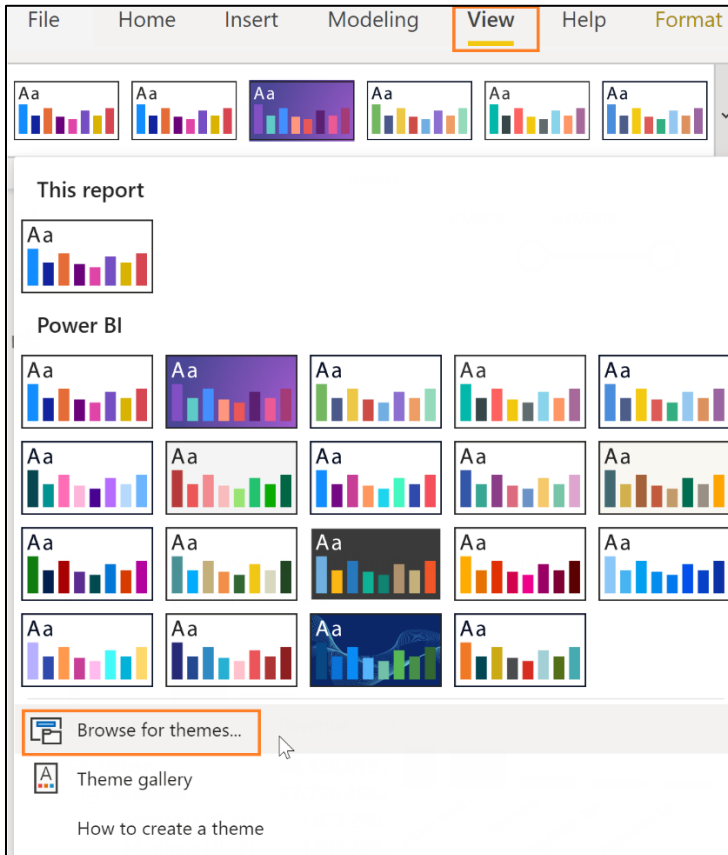 File Home Insert Modeling View Help Format
Aa Aa Aa Aa Aa Aa
This report
Aa
Power BI
Aa Aa Aa Aa Aa
Aa Aa Aa Aa Aa
Aa Aa Aa Aa Aa
Aa Aa Aa Aa
Browse for themes...
A Theme gallery
How to create a theme